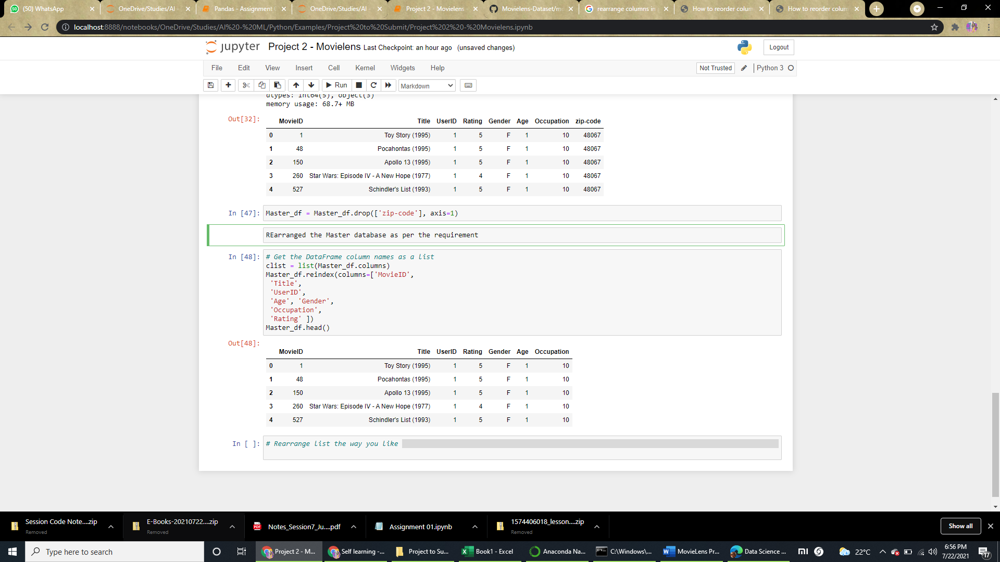 (50) WhatsApp
OneDrive/Studies/AI -
Pandas - Assignment
OneDrive/Studies/AI -
Project 2 - Movielens
Movielens-Dataset/m
rearrange columns in
How to reorder colum
How to reorder colum
localhost:8888/notebooks/OneDrive/Studies/AI%20-%20ML/Python/Examples/Project%20to%20Submit/Project%202%20-%20Movielens.ipynb
jupyter Project 2 - Movielens Last Checkpoint: an hour ago (unsaved changes)
Logout
File Edit View Insert Cell Kernel Widgets Help
Not Trusted
Python 3
Run
Markdown
dtypes: int64(5), object(3)
memory usage: 68.7+ MB
Out[32]:
MovieID Title UserID Rating Gender Age Occupation zip-code
0 1 Toy Story (1995) 1 5 F 1 10 48067
1 48 Pocahontas (1995) 1 5 F 1 10 48067
2 150 Apollo 13 (1995) 1 5 F 1 10 48067
3 260 Star Wars: Episode IV - A New Hope (1977) 1 4 F 1 10 48067
4 527 Schindler's List (1993) 1 5 F 1 10 48067
In [47]: Master_df = Master_df.drop(['zip-code'], axis=1)
REarranged the Master database as per the requirement
In [48]: # Get the DataFrame column names as a list
clist = list(Master_df.columns)
Master_df.reindex(columns=['MovieID',
'Title',
'UserID',
'Age', 'Gender',
'Occupation',
'Rating' ])
Master_df.head()
Out[48]:
MovieID Title UserID Rating Gender Age Occupation
0 1 Toy Story (1995) 1 5 F 1 10
1 48 Pocahontas (1995) 1 5 F 1 10
2 150 Apollo 13 (1995) 1 5 F 1 10
3 260 Star Wars: Episode IV - A New Hope (1977) 1 4 F 1 10
4 527 Schindler's List (1993) 1 5 F 1 10
In [ ]: # Rearrange list the way you like
Session Code Note....zip
Removed
E-Books-20210722....zip
Removed
Notes_Session7_Ju....pdf
Assignment 01.ipynb
1574406018_lesson....zip
Removed
Show all
Type here to search
Project 2 - M...
Self learning -...
Project to Su...
Book1 - Excel
Anaconda Na...
C:\Windows\...
MovieLens Pr...
Data Science ...
22°C
6:56 PM
7/22/2021
17